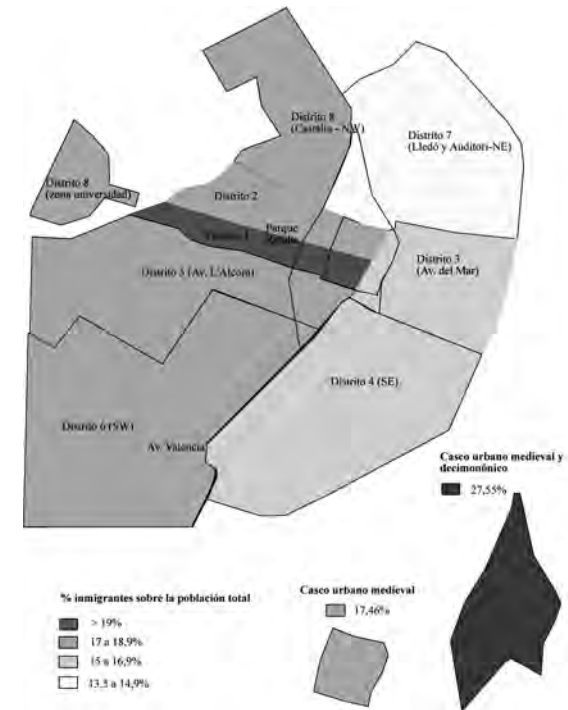 Distrito 8
(Castalia - NW)
Distrito 7
(Lledó y Auditori-NE)
Distrito 8
(zona universidad)
Distrito 2
Parque
Distrito 3
(Av. del Mar)
Distrito 5 (Av. L'Alcora)
Distrito 4 (SE)
Distrito 6 (SW)
Av. Valencia
Casco urbano medieval y
decimonónico
27,55%
% inmigrantes sobre la población total
> 19%
17 a 18,9%
15 a 16,9%
13,3 a 14,9%
Casco urbano medieval
17,46%